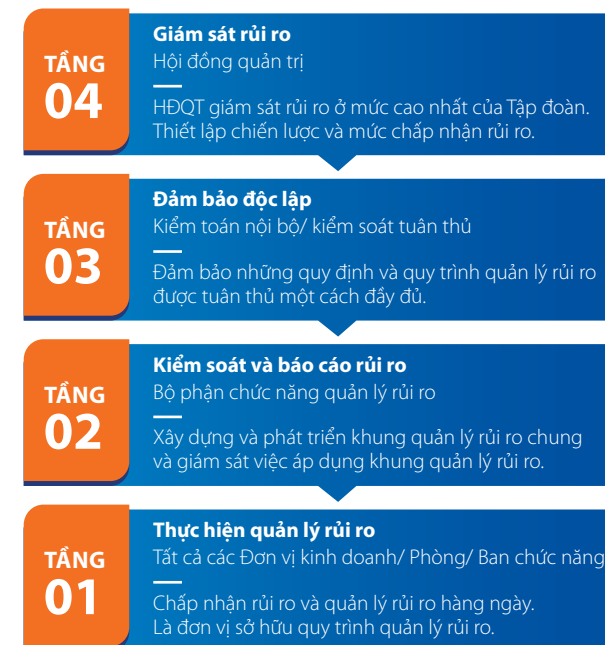 TẦNG
04
Giám sát rủi ro
Hội đồng quản trị
HĐQT giám sát rủi ro ở mức cao nhất của Tập đoàn.
Thiết lập chiến lược và mức chấp nhận rủi ro.
TẦNG
03
Đảm bảo độc lập
Kiểm toán nội bộ/ kiểm soát tuân thủ
Đảm bảo những quy định và quy trình quản lý rủi ro
được tuân thủ một cách đầy đủ.
TẦNG
02
Kiểm soát và báo cáo rủi ro
Bộ phận chức năng quản lý rủi ro
Xây dựng và phát triển khung quản lý rủi ro chung
và giám sát việc áp dụng khung quản lý rủi ro.
TẦNG
01
Thực hiện quản lý rủi ro
Tất cả các Đơn vị kinh doanh/ Phòng/ Ban chức năng
Chấp nhận rủi ro và quản lý rủi ro hàng ngày.
Là đơn vị sở hữu quy trình quản lý rủi ro.